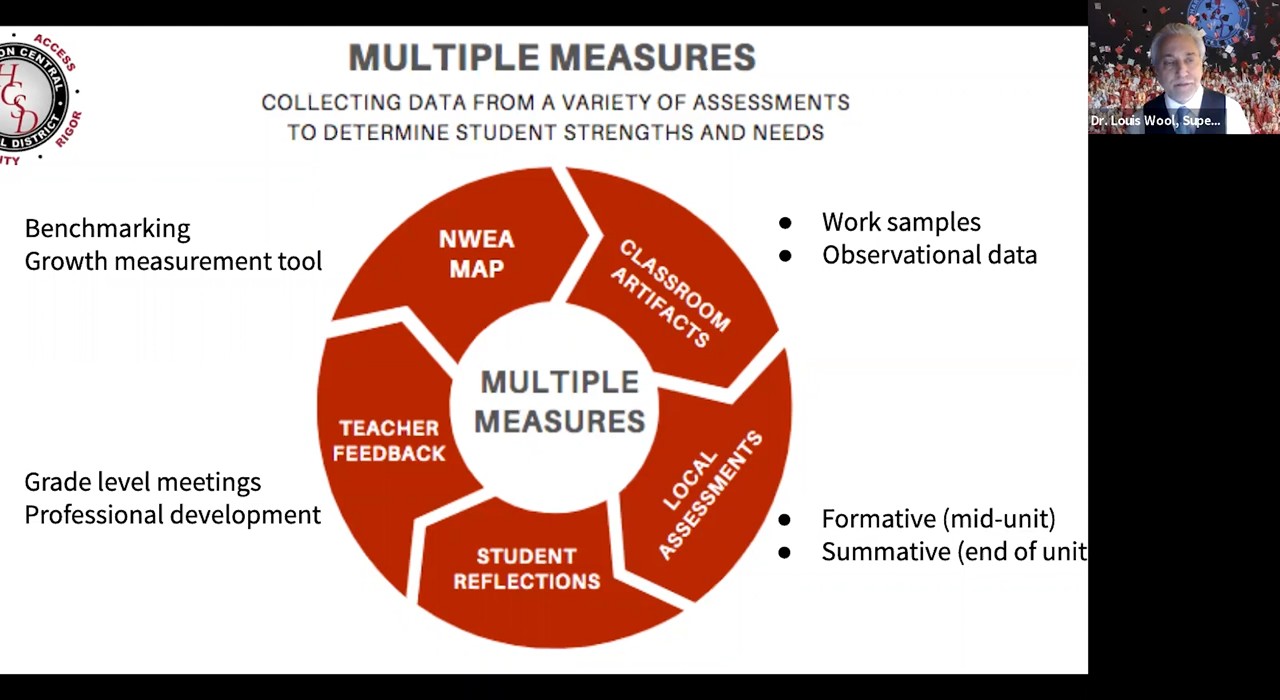 MULTIPLE MEASURES
COLLECTING DATA FROM A VARIETY OF ASSESSMENTS
TO DETERMINE STUDENT STRENGTHS AND NEEDS
ACCESS
RIGOR
CENTRAL
DISTRICT
H
C
S
D
Dr. Louis Wool, Supe...
Benchmarking
Growth measurement tool
● Work samples
● Observational data
NWEA
MAP
CLASSROOM
ARTIFACTS
MULTIPLE
MEASURES
TEACHER
FEEDBACK
LOCAL
ASSESSMENTS
Grade level meetings
Professional development
● Formative (mid-unit)
● Summative (end of unit
STUDENT
REFLECTIONS